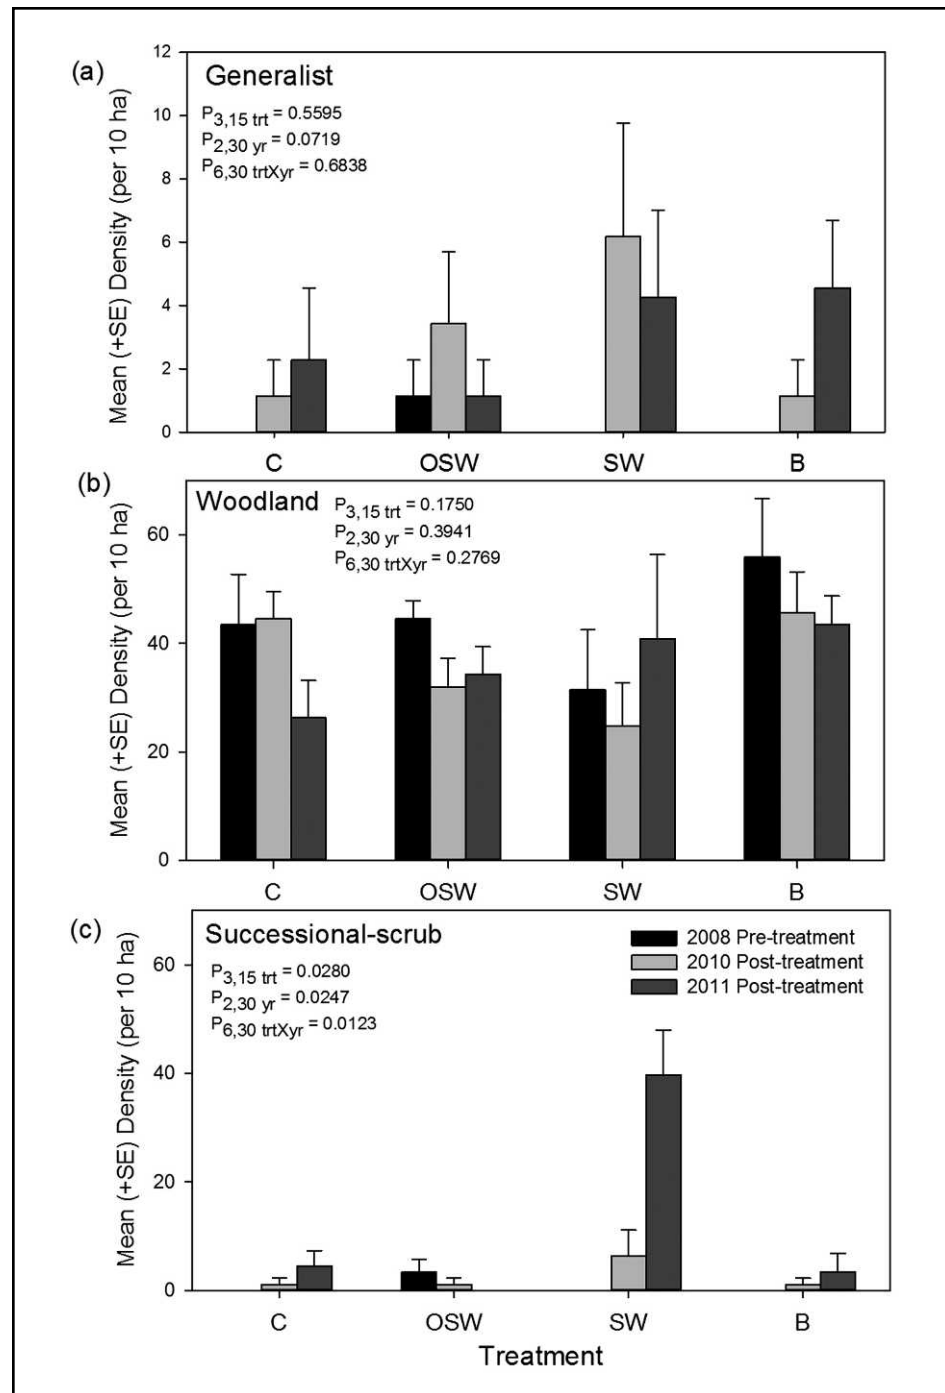 (a)
Generalist
P3,15 trt = 0.5595
P2,30 yr = 0.0719
P6,30 trtXyr = 0.6838
Mean (+SE) Density (per 10 ha)
12
10
8
6
4
2
0
C OSW SW B
(b)
Woodland
P3,15 trt = 0.1750
P2,30 yr = 0.3941
P6,30 trtXyr = 0.2769
Mean (+SE) Density (per 10 ha)
60
40
20
0
C OSW SW B
(c)
Successional-scrub
P3,15 trt = 0.0280
P2,30 yr = 0.0247
P6,30 trtXyr = 0.0123
2008 Pre-treatment
2010 Post-treatment
2011 Post-treatment
Mean (+SE) Density (per 10 ha)
60
40
20
0
C OSW SW B
Treatment